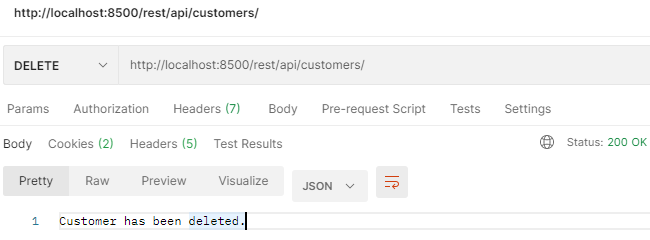 http://localhost:8500/rest/api/customers/
DELETE http://localhost:8500/rest/api/customers/
Params Authorization Headers (7) Body Pre-request Script Tests Settings
Body Cookies (2) Headers (5) Test Results Status: 200 OK
Pretty Raw Preview Visualize JSON
1 Customer has been deleted.